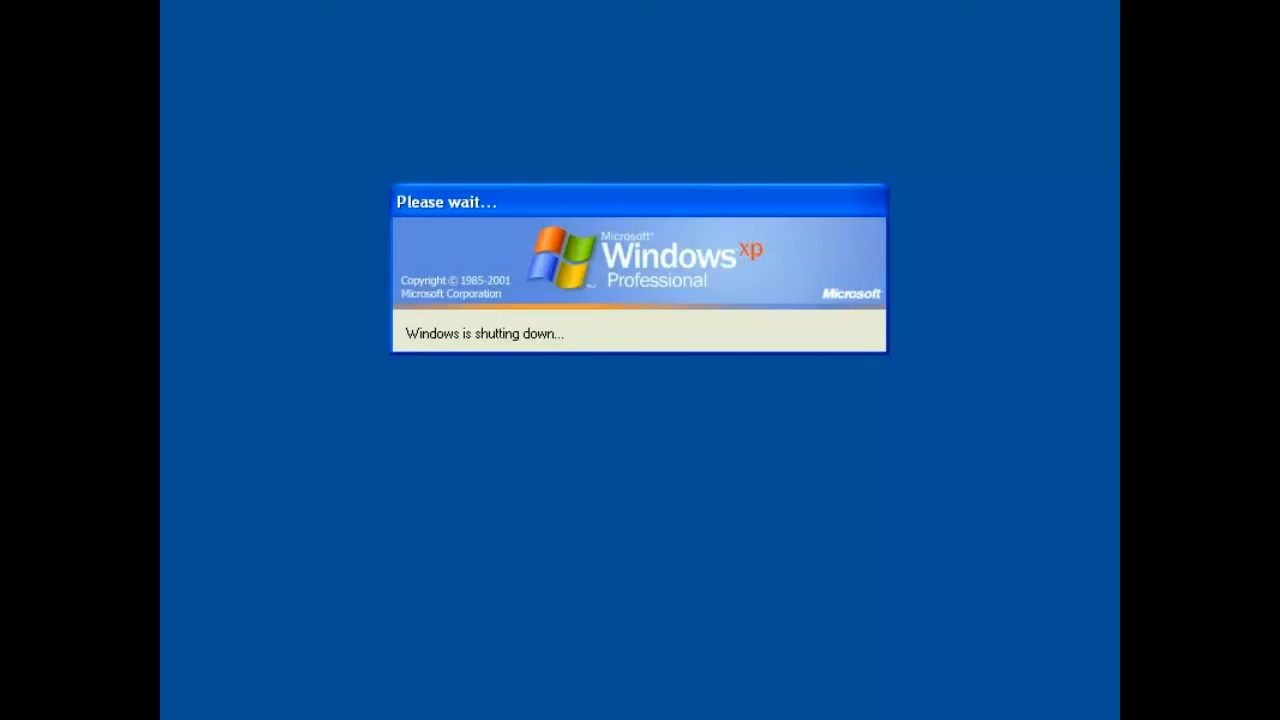 Please wait...
Microsoft®
Windows xp
Professional
Copyright © 1985-2001
Microsoft Corporation
Microsoft
Windows is shutting down...